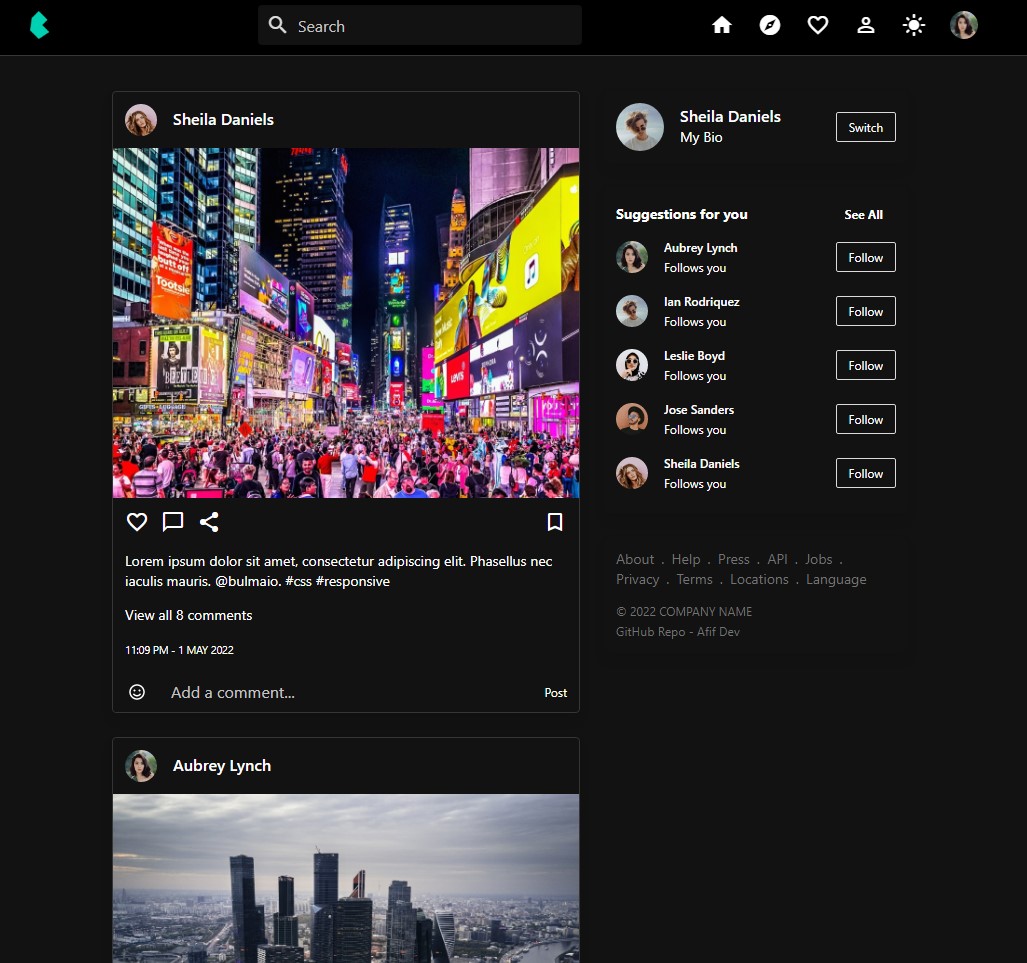 Search
Sheila Daniels
Tootsie
LEVI'S
SEPHORA
Lorem ipsum dolor sit amet, consectetur adipiscing elit. Phasellus nec
iaculis mauris. @bulmaio. #css #responsive
View all 8 comments
11:09 PM - 1 MAY 2022
Add a comment...
Post
Aubrey Lynch
Sheila Daniels
My Bio
Switch
Suggestions for you
See All
Aubrey Lynch
Follows you
Follow
Ian Rodriquez
Follows you
Follow
Leslie Boyd
Follows you
Follow
Jose Sanders
Follows you
Follow
Sheila Daniels
Follows you
Follow
About . Help . Press . API . Jobs .
Privacy . Terms . Locations . Language
© 2022 COMPANY NAME
GitHub Repo - Afif Dev